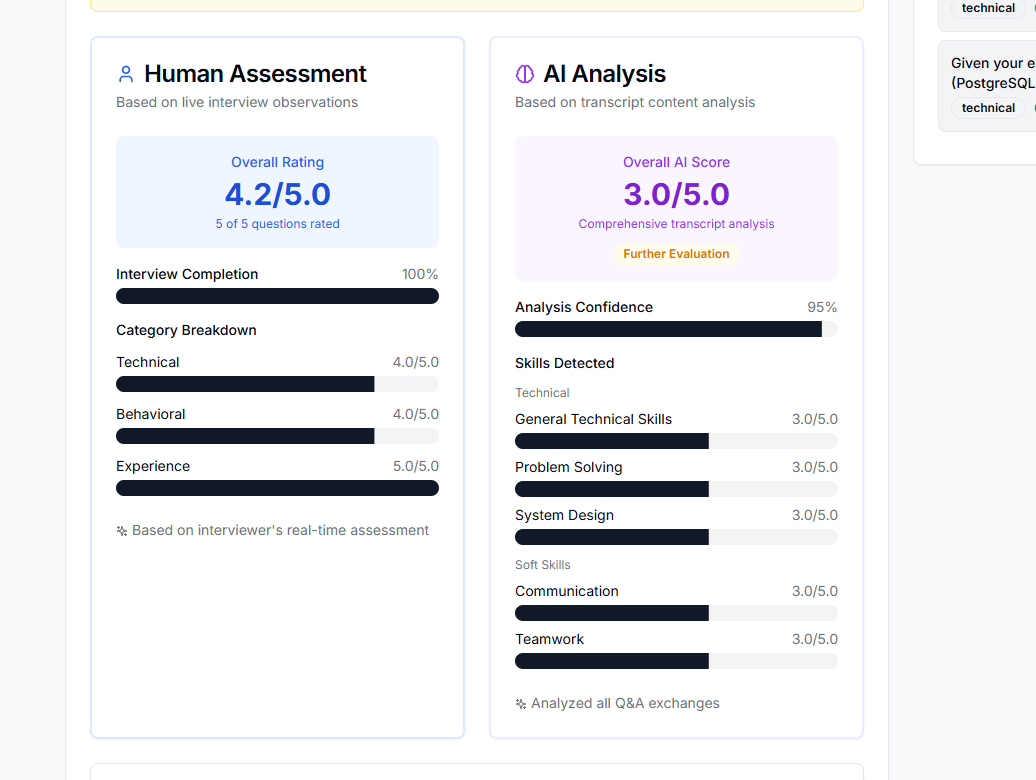 Human Assessment
Based on live interview observations
Overall Rating
4.2/5.0
5 of 5 questions rated
Interview Completion 100%
Category Breakdown
Technical 4.0/5.0
Behavioral 4.0/5.0
Experience 5.0/5.0
Based on interviewer's real-time assessment
AI Analysis
Based on transcript content analysis
Overall AI Score
3.0/5.0
Comprehensive transcript analysis
Further Evaluation
Analysis Confidence 95%
Skills Detected
Technical
General Technical Skills 3.0/5.0
Problem Solving 3.0/5.0
System Design 3.0/5.0
Soft Skills
Communication 3.0/5.0
Teamwork 3.0/5.0
Analyzed all Q&A exchanges
technical
Given your e
(PostgreSQL
technical